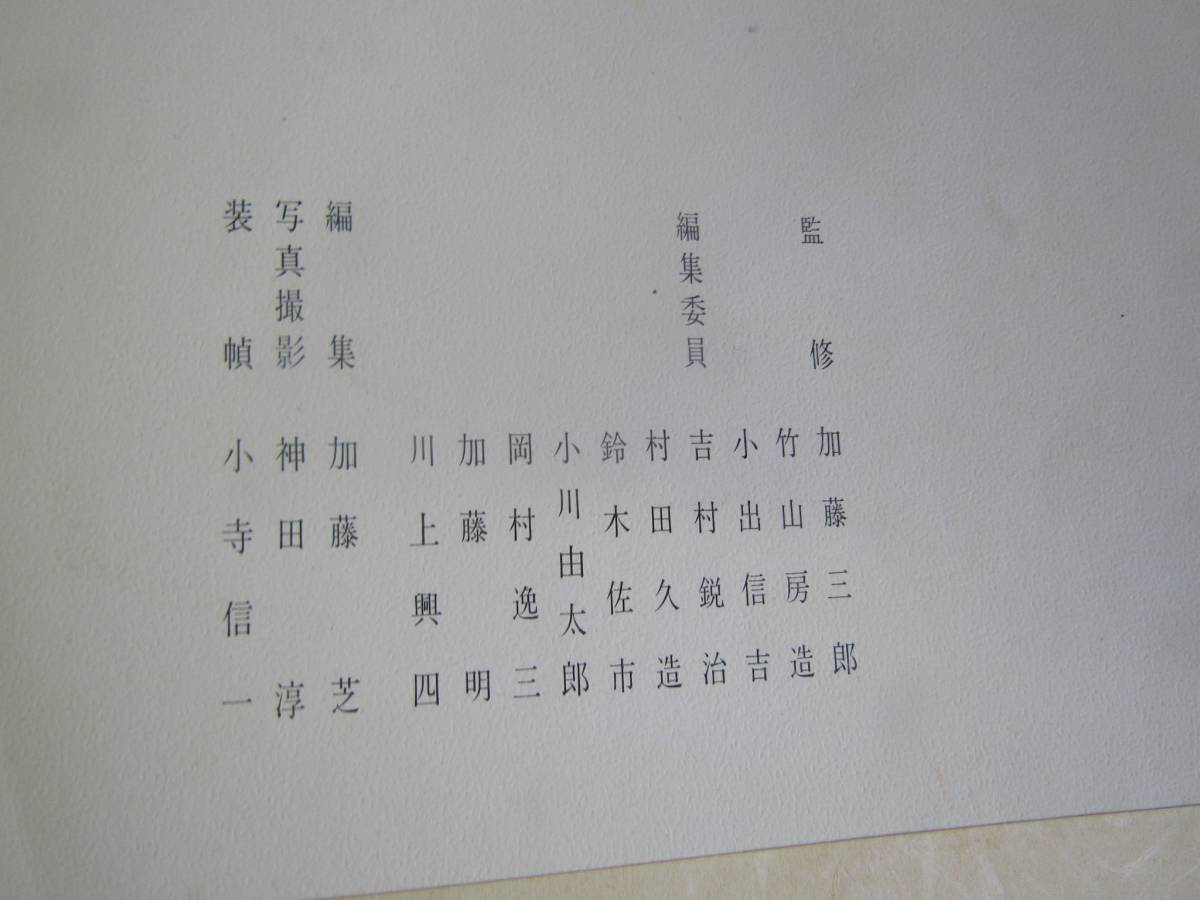 監修 加藤三郎
竹山房造
小出信吉
編集委員 吉村鋭治
村田久造
鈴木佐市
小川由太郎
岡村逸三
加藤明
川上興四
編集 加藤芝
写真撮影 神田淳
装幀 小寺信一